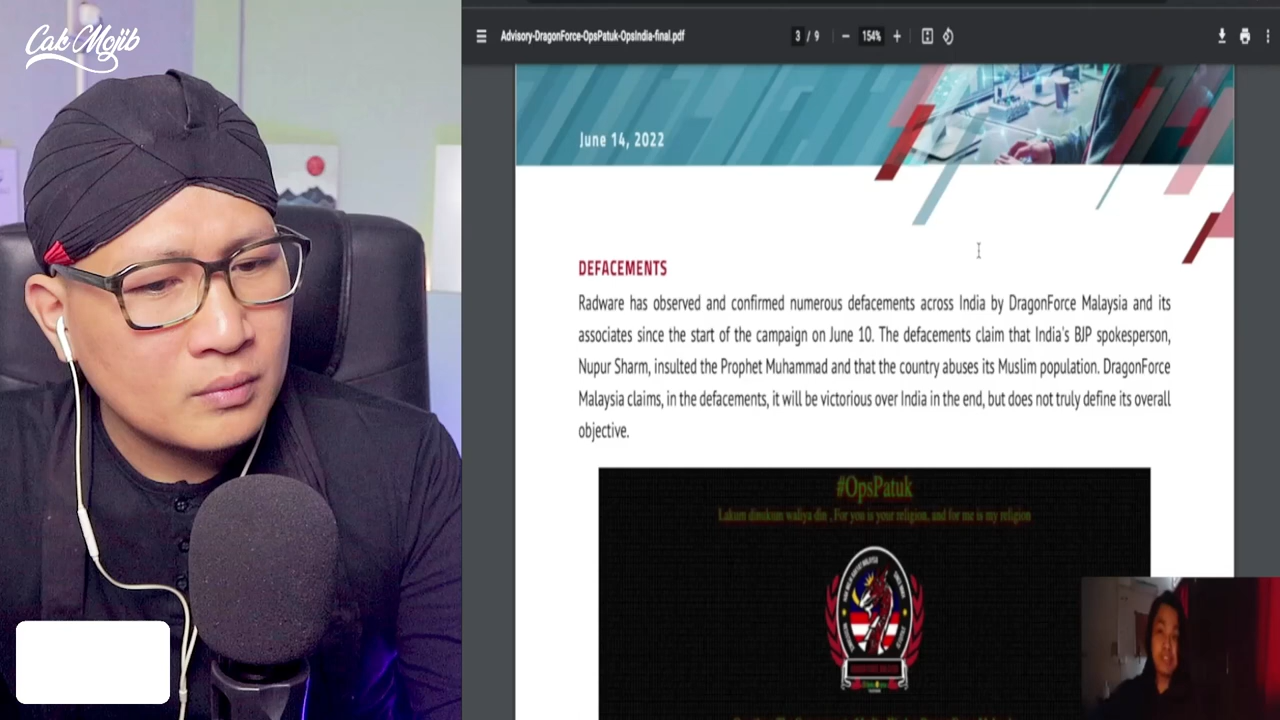 Cak Mojib
Advisory-DragonForce-OpsPatuk-OpsIndia-final.pdf
3 / 9
154%
June 14, 2022
DEFACEMENTS
Radware has observed and confirmed numerous defacements across India by DragonForce Malaysia and its
associates since the start of the campaign on June 10. The defacements claim that India's BJP spokesperson,
Nupur Sharm, insulted the Prophet Muhammad and that the country abuses its Muslim population. DragonForce
Malaysia claims, in the defacements, it will be victorious over India in the end, but does not truly define its overall
objective.
#OpsPatuk
Lakum dinukum waliya din , For you is your religion, and for me is my religion